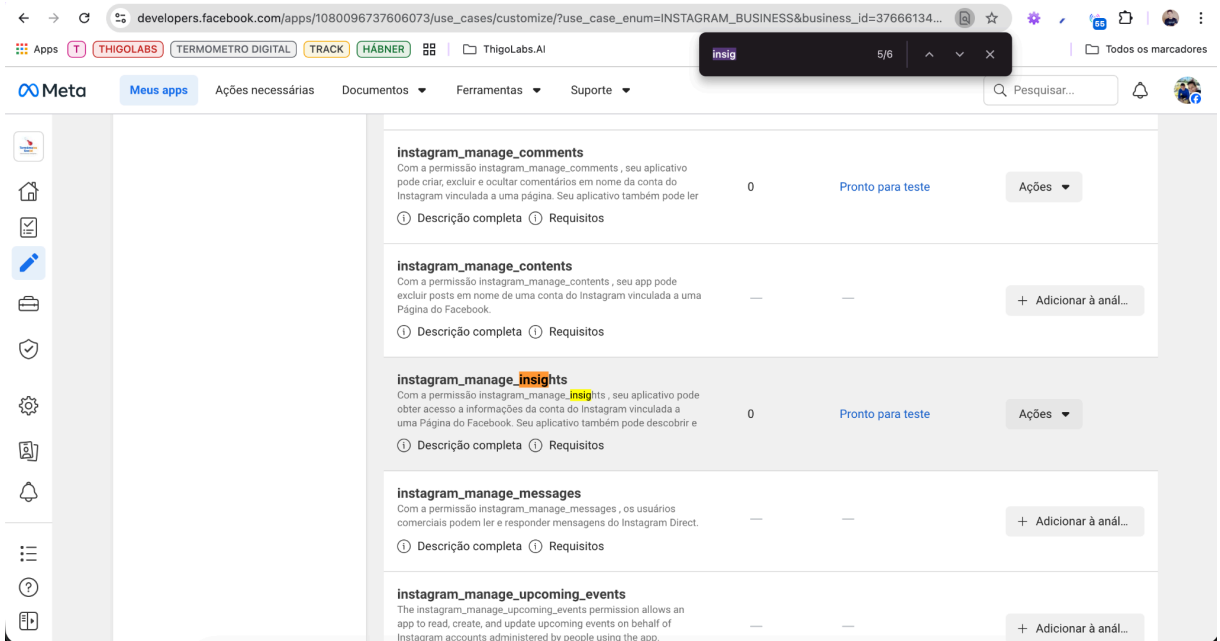 developers.facebook.com/apps/1080096737606073/use_cases/customize/?use_case_enum=INSTAGRAM_BUSINESS&business_id=37666134...
55
Apps
T
THIGOLABS
TERMOMETRO DIGITAL
TRACK
HÁBNER
ThigoLabs.AI
insig
5/6
Todos os marcadores
Meta
Meus apps
Ações necessárias
Documentos
Ferramentas
Suporte
Pesquisar...
instagram_manage_comments
Com a permissão instagram_manage_comments , seu aplicativo
pode criar, excluir e ocultar comentários em nome da conta do
Instagram vinculada a uma página. Seu aplicativo também pode ler
0
Pronto para teste
Ações
Descrição completa
Requisitos
instagram_manage_contents
Com a permissão instagram_manage_contents , seu app pode
excluir posts em nome de uma conta do Instagram vinculada a uma
Página do Facebook.
—
—
+ Adicionar à anál...
Descrição completa
Requisitos
instagram_manage_insights
Com a permissão instagram_manage_insights , seu aplicativo pode
obter acesso a informações da conta do Instagram vinculada a
uma Página do Facebook. Seu aplicativo também pode descobrir e
0
Pronto para teste
Ações
Descrição completa
Requisitos
instagram_manage_messages
Com a permissão instagram_manage_messages , os usuários
comerciais podem ler e responder mensagens do Instagram Direct.
—
—
+ Adicionar à anál...
Descrição completa
Requisitos
instagram_manage_upcoming_events
The instagram_manage_upcoming_events permission allows an
app to read, create, and update upcoming events on behalf of
Instagram accounts administered by people using the app.
—
—
+ Adicionar à anál...